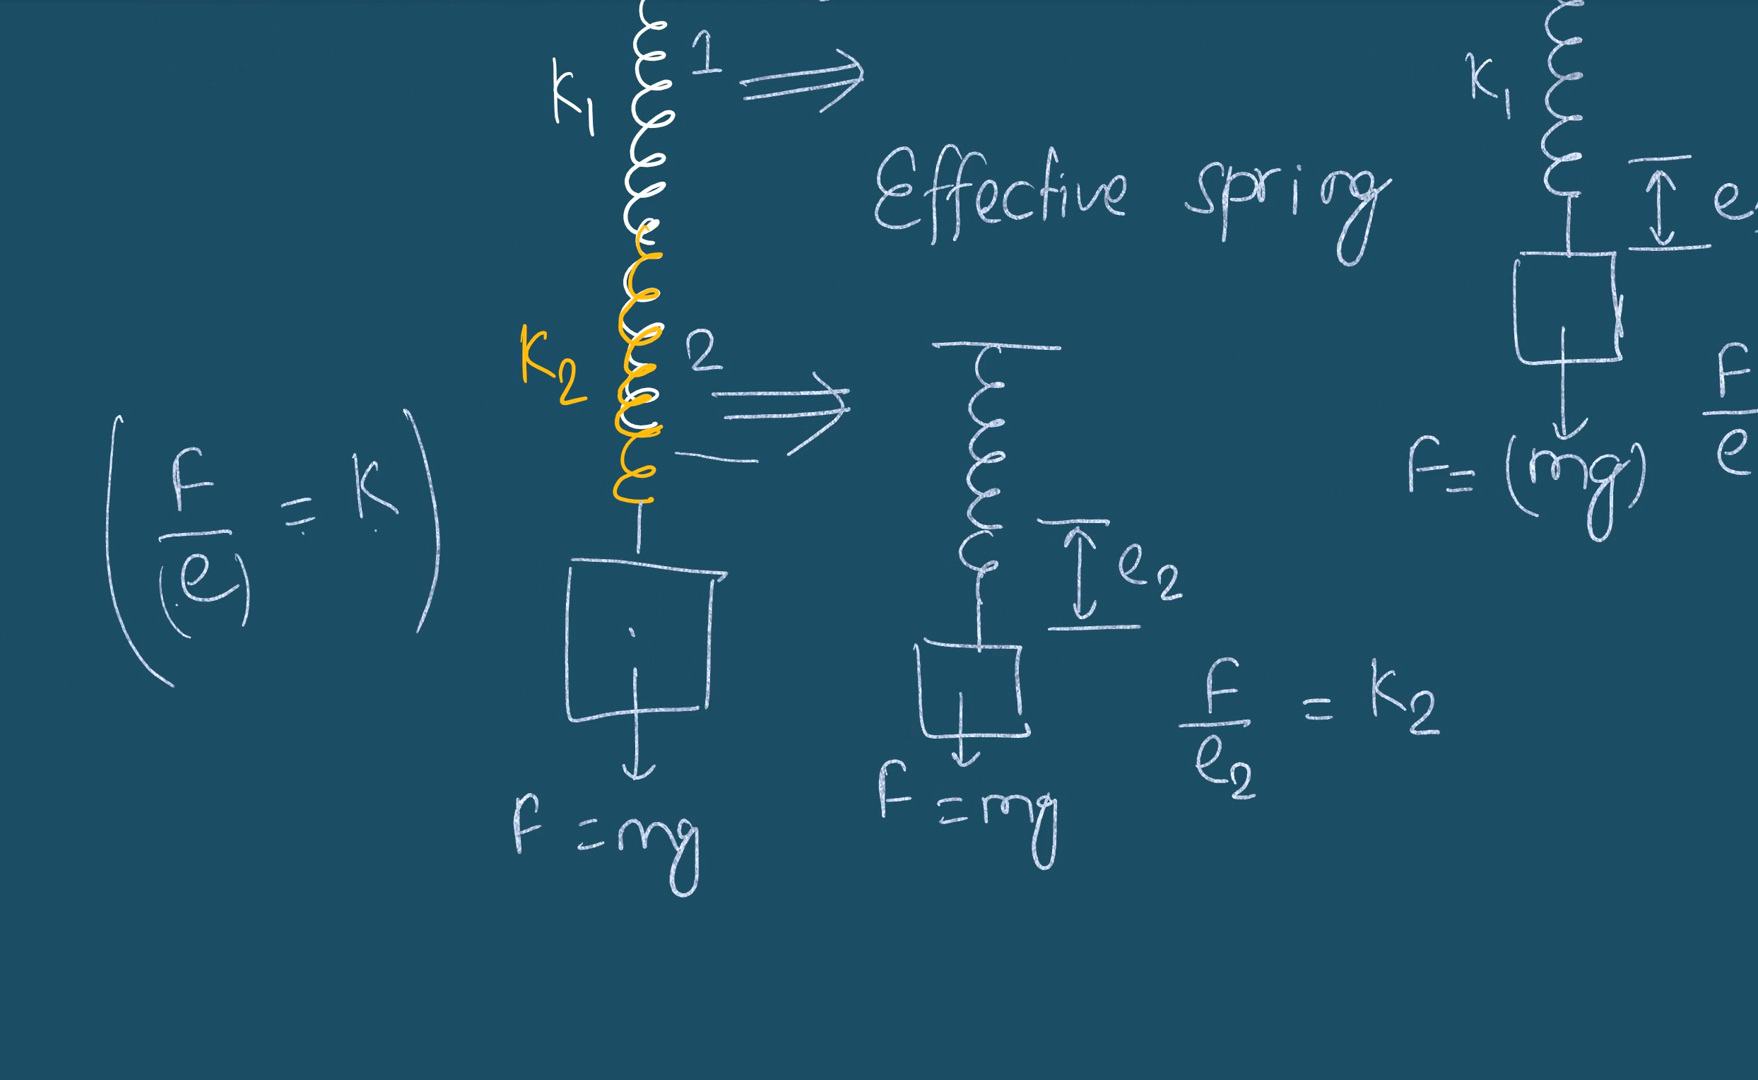 1
K₁
K₁
Effective spring
e
K₂
2
F/e = K
F/(e) = K
e₂
F = (mg)
F/e₂ = K₂
F = mg
F = mg